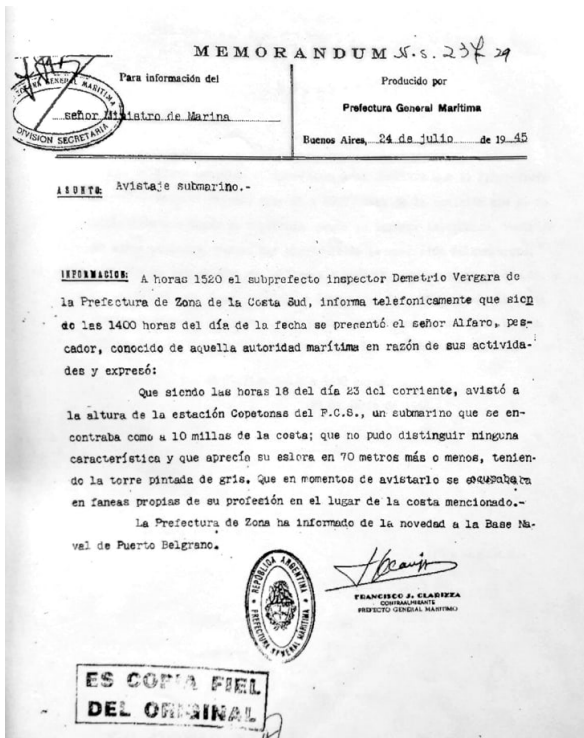 MEMORANDUM N.S. 237 29
Para información del
señor Ministro de Marina
Producido por
Prefectura General Marítima
Buenos Aires, 24 de julio de 1945
DIVISION SECRETARIA
ASUNTO: Avistaje submarino.-
INFORMACION: A horas 1520 el subprefecto inspector Demetrio Vergara de
la Prefectura de Zona de la Costa Sud, informa telefonicamente que sien
do las 1400 horas del día de la fecha se presentó el señor Alfaro, pes-
cador, conocido de aquella autoridad marítima en razón de sus activida-
des y expresó:
Que siendo las horas 18 del día 23 del corriente, avistó a
la altura de la estación Copetonas del F.C.S., un submarino que se en-
contraba como a 10 millas de la costa; que no pudo distinguir ninguna
característica y que aprecia su eslora en 70 metros más o menos, tenien-
do la torre pintada de gris. Que en momentos de avistarlo se ocupaba
en faneas propias de su profesión en el lugar de la costa mencionado.-
La Prefectura de Zona ha informado de la novedad a la Base Na-
val de Puerto Belgrano.
REPÚBLICA ARGENTINA
PREFECTURA GENERAL MARITIMA
FRANCISCO J. CLARIZZA
CONTRAALMIRANTE
PREFECTO GENERAL MARITIMO
ES COPIA FIEL
DEL ORIGINAL